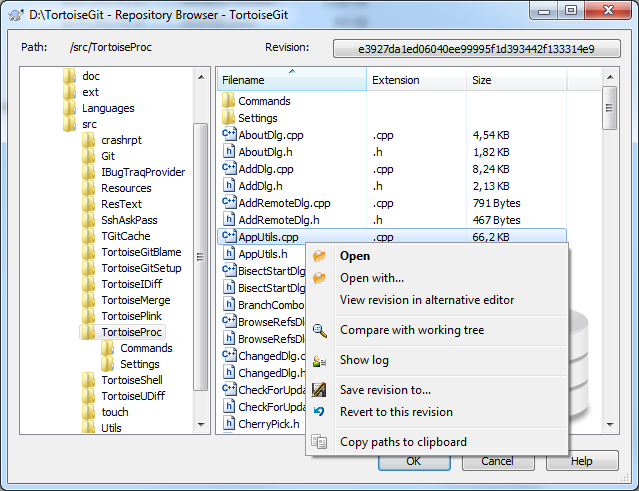 D:\TortoiseGit - Repository Browser - TortoiseGit
Path: /src/TortoiseProc Revision: e3927da1ed06040ee99995f1d393442f133314e9
doc
ext
Languages
src
crashrpt
Git
IBugTraqProvider
Resources
ResText
SshAskPass
TGitCache
TortoiseGitBlame
TortoiseGitSetup
TortoiseIDiff
TortoiseMerge
TortoisePlink
TortoiseProc
Commands
Settings
TortoiseShell
TortoiseUDiff
touch
Utils
Filename Extension Size
Commands
Settings
AboutDlg.cpp .cpp 4,54 KB
AboutDlg.h .h 1,82 KB
AddDlg.cpp .cpp 8,24 KB
AddDlg.h .h 2,13 KB
AddRemoteDlg.cpp .cpp 791 Bytes
AddRemoteDlg.h .h 467 Bytes
AppUtils.cpp .cpp 66,2 KB
AppUtils.h
BisectStartDlg
BisectStartDlg
BranchCombo
BrowseRefsDl
BrowseRefsDl
ChangedDlg.c
ChangedDlg.h
CheckForUpda
CheckForUpda
CherryPick.h
Open
Open with...
View revision in alternative editor
Compare with working tree
Show log
Save revision to...
Revert to this revision
Copy paths to clipboard
OK Cancel Help